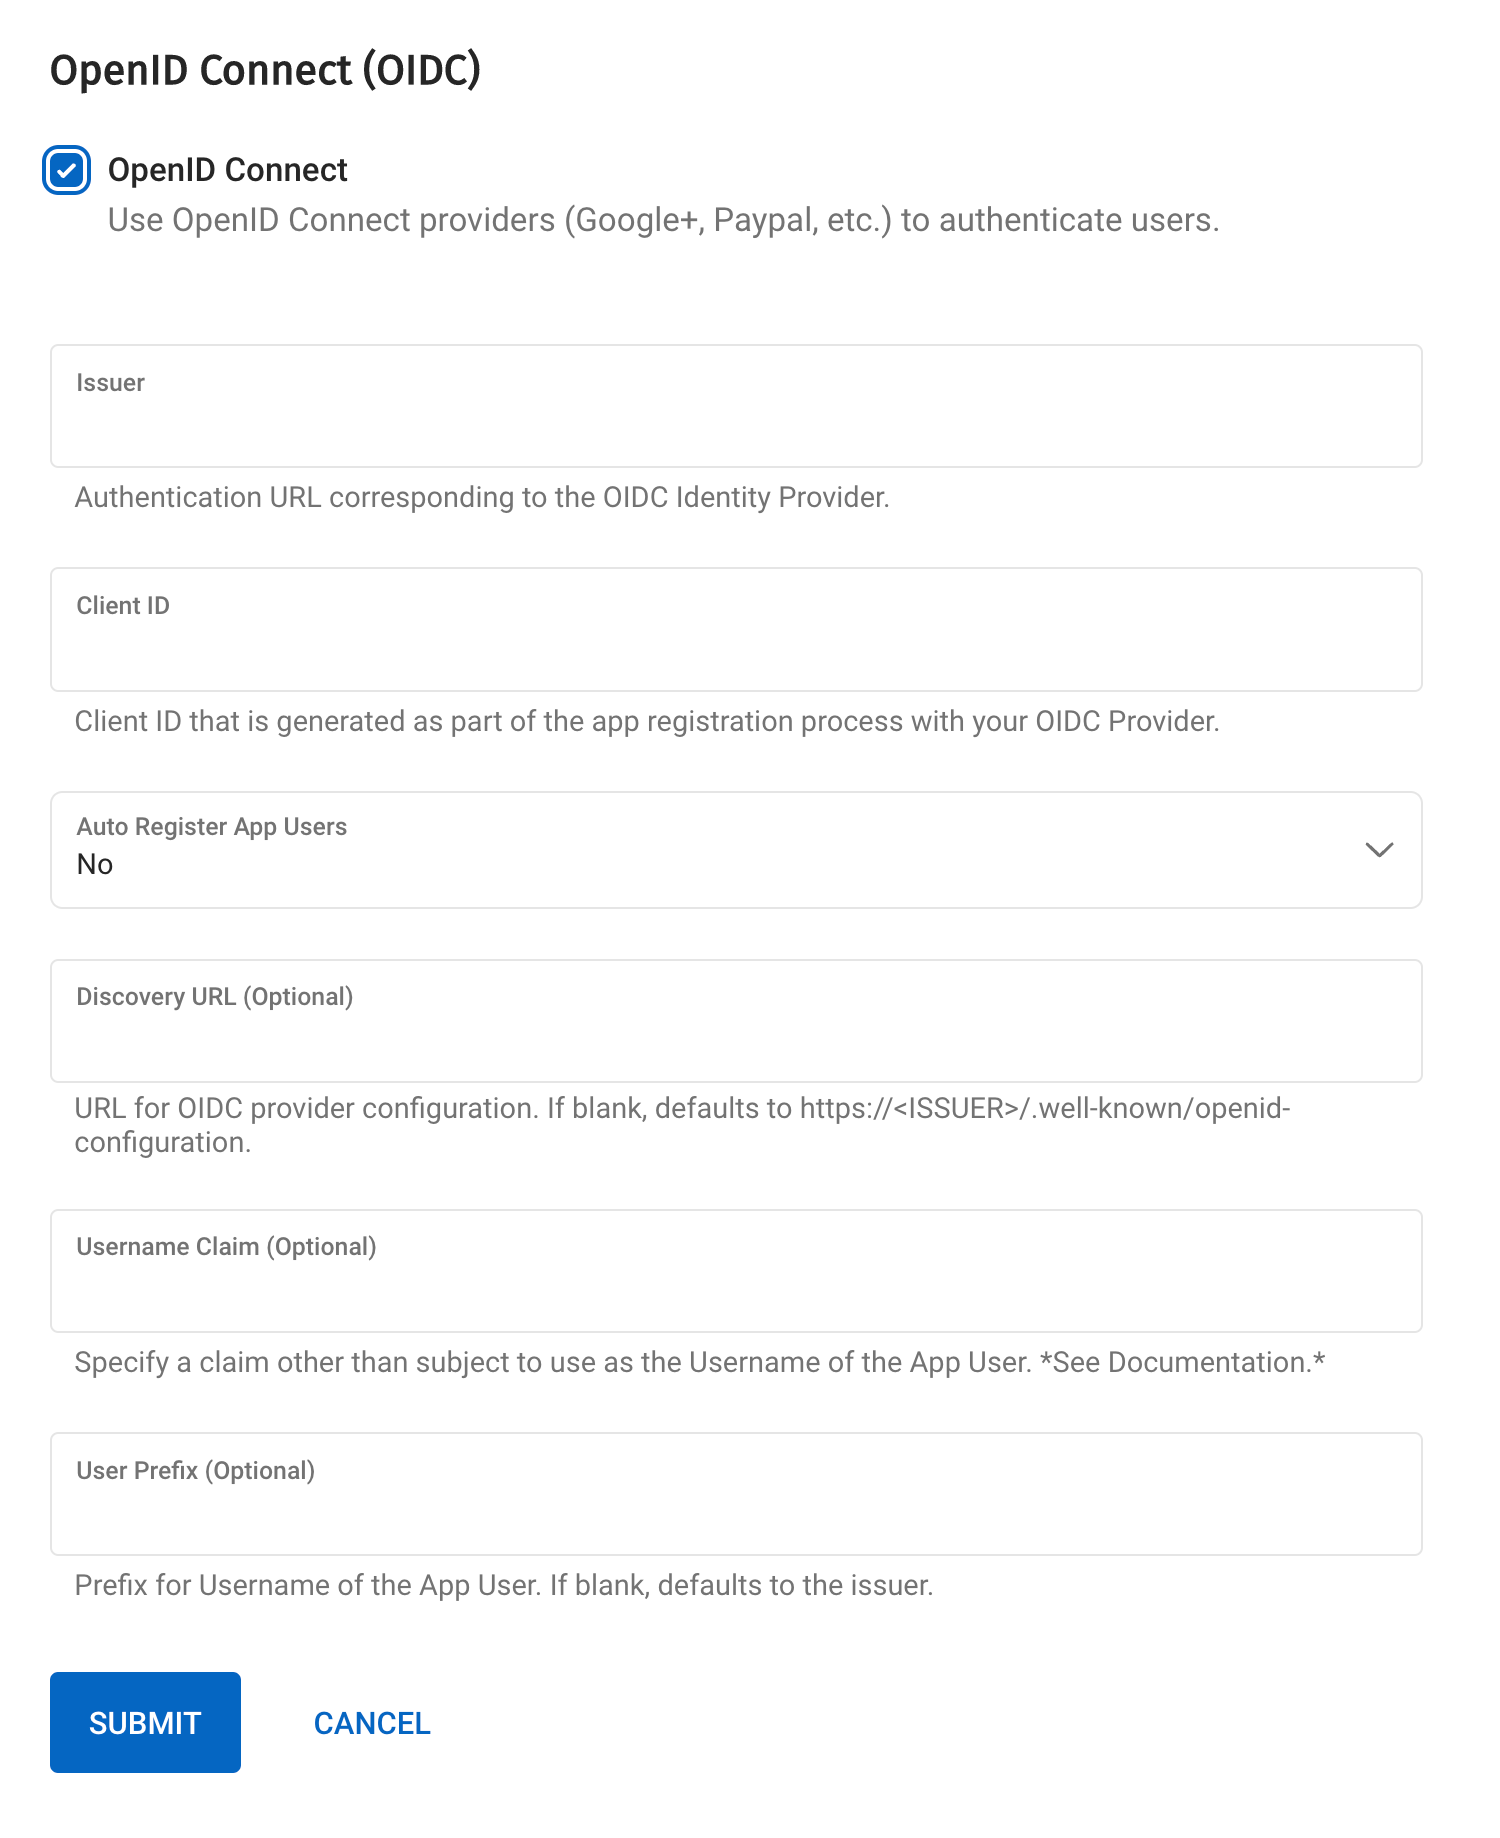 OpenID Connect (OIDC)
OpenID Connect
Use OpenID Connect providers (Google+, Paypal, etc.) to authenticate users.
Issuer
Authentication URL corresponding to the OIDC Identity Provider.
Client ID
Client ID that is generated as part of the app registration process with your OIDC Provider.
Auto Register App Users
No
Discovery URL (Optional)
URL for OIDC provider configuration. If blank, defaults to https://<ISSUER>/.well-known/openid-
configuration.
Username Claim (Optional)
Specify a claim other than subject to use as the Username of the App User. *See Documentation.*
User Prefix (Optional)
Prefix for Username of the App User. If blank, defaults to the issuer.
SUBMIT
CANCEL